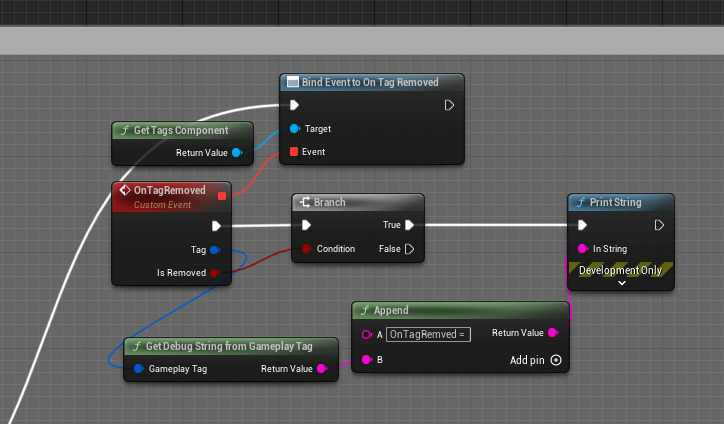 Bind Event to On Tag Removed
Target
Event
Get Tags Component
Return Value
OnTagRemoved
Custom Event
Tag
Is Removed
Branch
True
Condition
False
Print String
In String
Development Only
Append
A
OnTagRemved =
Return Value
B
Add pin
Get Debug String from Gameplay Tag
Gameplay Tag
Return Value